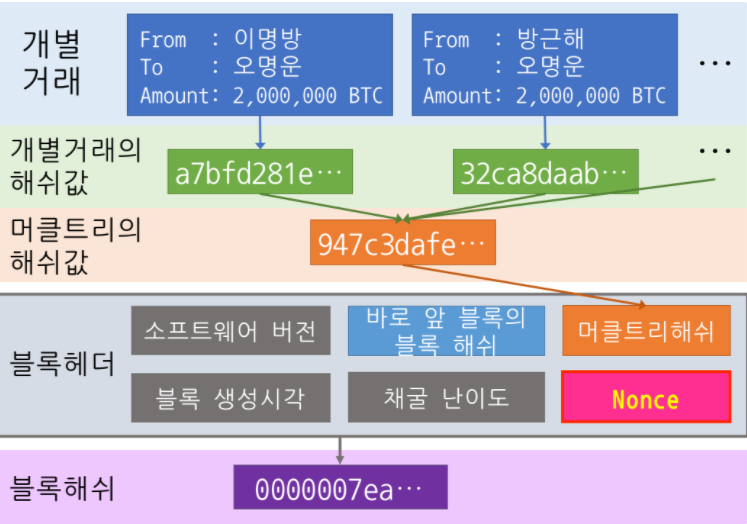 개별
거래
From : 이명방
To : 오명운
Amount: 2,000,000 BTC
From : 방근해
To : 오명운
Amount: 2,000,000 BTC
...
개별거래의
해쉬값
a7bfd281e…
32ca8daab…
...
머클트리의
해쉬값
947c3dafe…
블록헤더
소프트웨어 버전
바로 앞 블록의
블록 해쉬
머클트리해쉬
블록 생성시각
채굴 난이도
Nonce
블록해쉬
0000007ea…